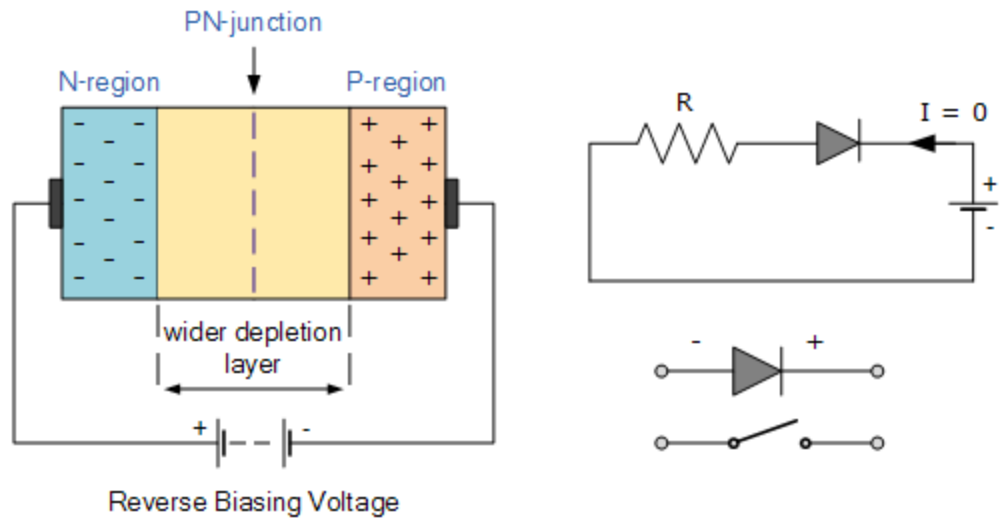 PN-junction
N-region
P-region
- - - - - - - - - - - - - -
+ + + + + + + + + + + + + +
wider depletion
layer
+ -
Reverse Biasing Voltage
R
I = 0
+
-
- +